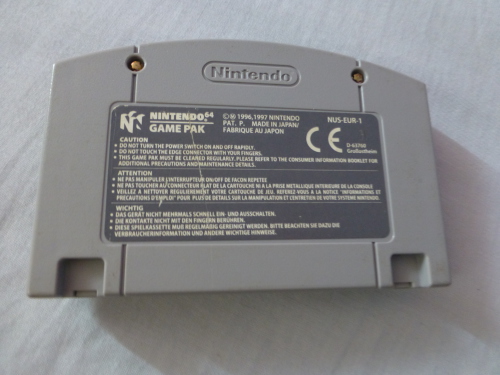 Nintendo
NINTENDO 64
GAME PAK
©Ⓜ 1996,1997 NINTENDO
PAT. P. MADE IN JAPAN/
FABRIQUE AU JAPON
NUS-EUR-1
CE
D-63760
Großostheim
CAUTION
• DO NOT TURN THE POWER SWITCH ON AND OFF RAPIDLY.
• DO NOT TOUCH THE EDGE CONNECTOR WITH YOUR FINGERS.
• THIS GAME PAK MUST BE CLEANED REGULARLY. PLEASE REFER TO THE CONSUMER INFORMATION BOOKLET FOR
ADDITIONAL PRECAUTIONS AND MAINTENANCE DETAILS.
ATTENTION
• NE PAS MANIPULER L'INTERRUPTEUR ON/OFF DE FACON REPETEE
• NE PAS TOUCHER AU CONNECTEUR PLAT DE LA CARTOUCHE NI A LA PRISE METALLIQUE INTERIEURE DE LA CONSOLE
• VEILLEZ A NETTOYER REGULIEREMENT VOTRE CARTOUCHE DE JEU. REFEREZ VOUS A LA "INFORMATIONS ET
PRECAUTIONS D'EMPLOI" POUR PLUS DE DETAILS SUR LA MANIPULATION ET L'ENTRETIEN DE VOTRE SYSTEME NINTENDO.
WICHTIG
• DAS GERÄT NICHT MEHRMALS SCHNELL EIN- UND AUSSCHALTEN.
• DIE KONTAKTE NICHT MIT DEN FINGERN BERÜHREN.
• DIESE SPIELKASSETTE MUß REGELMÄßIG GEREINIGT WERDEN. BITTE BEACHTEN SIE DAZU DIE
VERBRAUCHERINFORMATION UND ANDERE WICHTIGE HINWEISE.